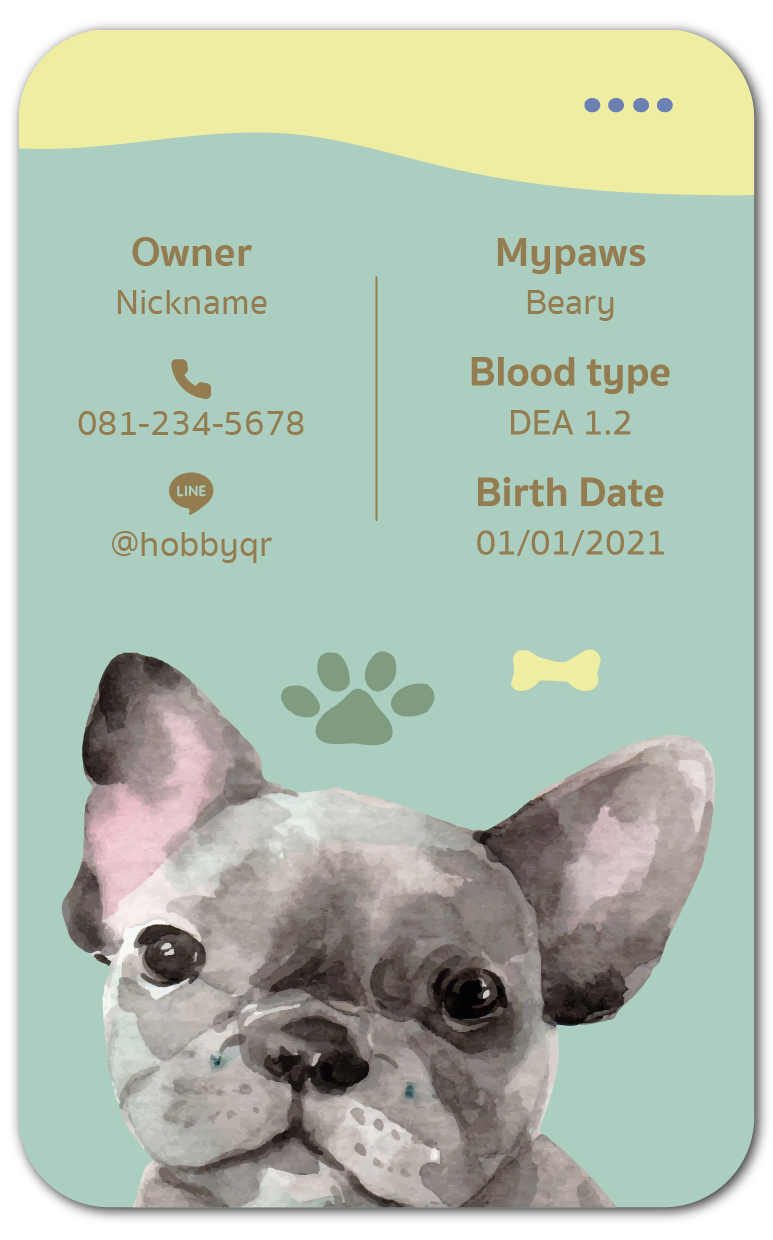 Owner
Nickname
081-234-5678
LINE
@hobbyqr
Mypaws
Beary
Blood type
DEA 1.2
Birth Date
01/01/2021